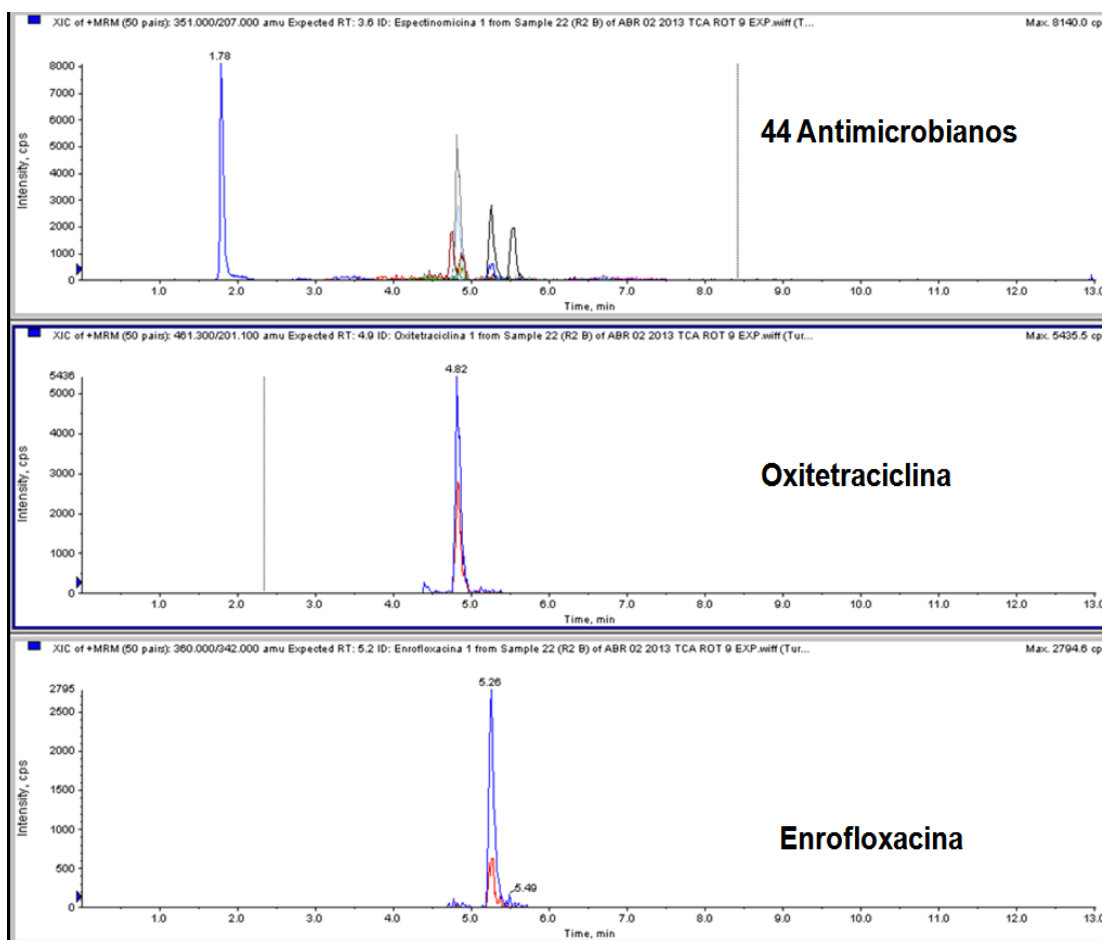 XIC of +MRM (50 pairs): 351.000/207.000 amu Expected RT: 3.6 ID: Espectinomicina 1 from Sample 22 (R2 B) of ABR 02 2013 TCA ROT 9 EXP.wiff (T... Max. 8140.0 cp
1.78
8000
7000
6000
5000
4000
3000
2000
1000
0
Intensity, cps
44 Antimicrobianos
1.0 2.0 3.0 4.0 5.0 6.0 7.0 8.0 9.0 10.0 11.0 12.0 13.0
Time, min
XIC of +MRM (50 pairs): 461.300/201.100 amu Expected RT: 4.9 ID: Oxitetraciclina 1 from Sample 22 (R2 B) of ABR 02 2013 TCA ROT 9 EXP.wiff (Tur... Max. 5435.5 cp
4.82
5436
5000
4000
3000
2000
1000
0
Intensity, cps
Oxitetraciclina
1.0 2.0 3.0 4.0 5.0 6.0 7.0 8.0 9.0 10.0 11.0 12.0 13.0
Time, min
XIC of +MRM (50 pairs): 360.000/342.000 amu Expected RT: 5.2 ID: Enrofloxacina 1 from Sample 22 (R2 B) of ABR 02 2013 TCA ROT 9 EXP.wiff (Tur... Max. 2794.6 cp
5.26
2795
2500
2000
1500
1000
500
0
Intensity, cps
5.49
Enrofloxacina
1.0 2.0 3.0 4.0 5.0 6.0 7.0 8.0 9.0 10.0 11.0 12.0 13.0
Time, min